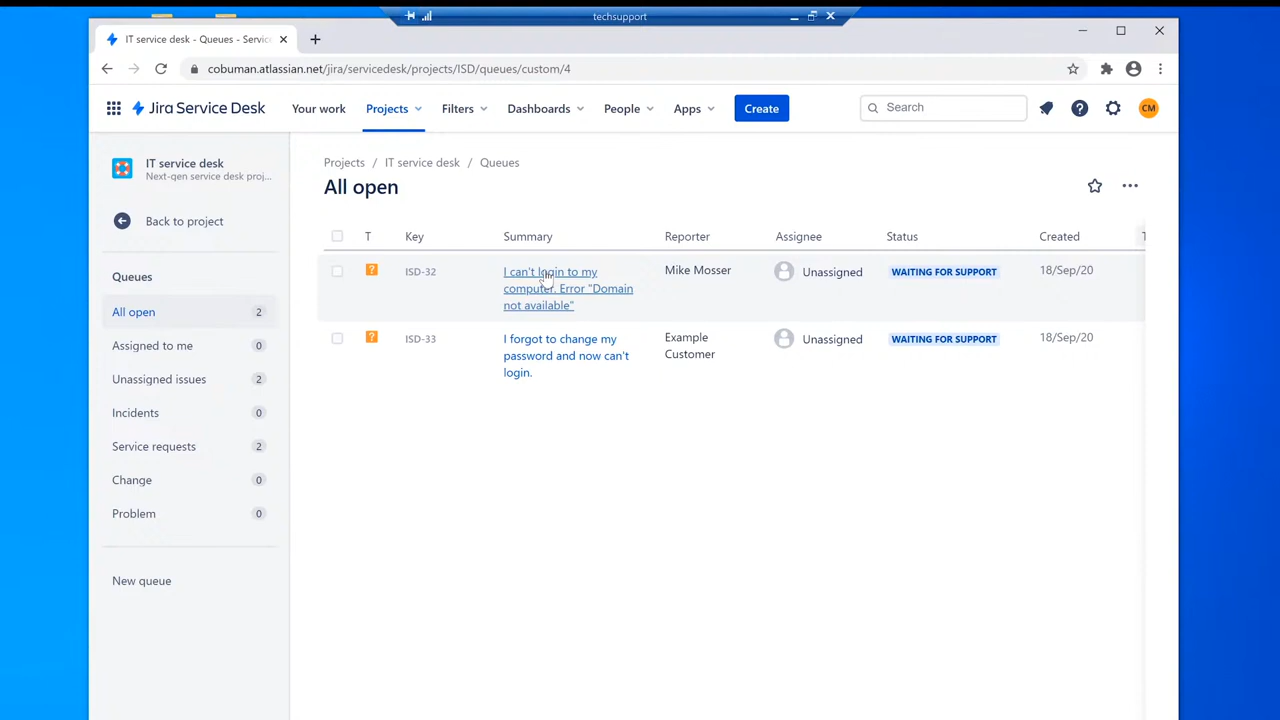 techsupport
IT service desk - Queues - Servic
cobuman.atlassian.net/jira/servicedesk/projects/ISD/queues/custom/4
Jira Service Desk
Your work
Projects
Filters
Dashboards
People
Apps
Create
Search
CM
IT service desk
Next-gen service desk proj...
Back to project
Queues
All open 2
Assigned to me 0
Unassigned issues 2
Incidents 0
Service requests 2
Change 0
Problem 0
New queue
Projects / IT service desk / Queues
All open
T Key Summary Reporter Assignee Status Created T
ISD-32
I can't login to my
computer. Error "Domain
not available"
Mike Mosser
Unassigned
WAITING FOR SUPPORT
18/Sep/20
ISD-33
I forgot to change my
password and now can't
login.
Example
Customer
Unassigned
WAITING FOR SUPPORT
18/Sep/20